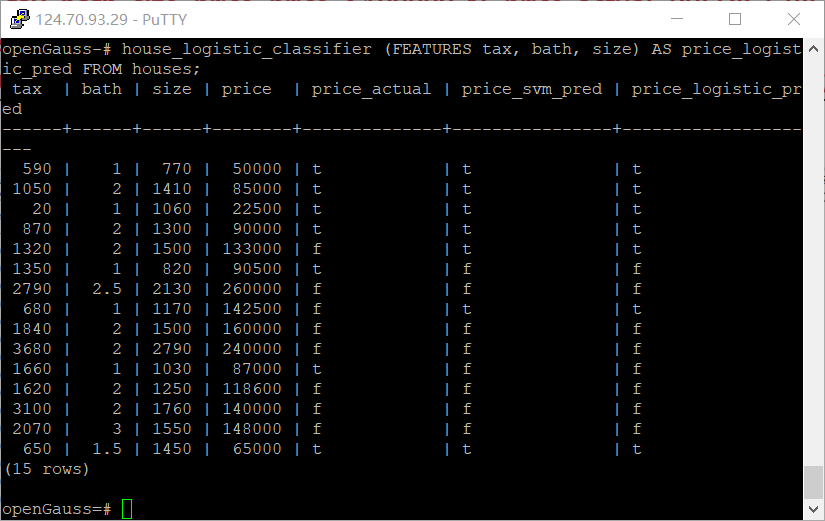 124.70.93.29 - PuTTY
openGauss-# house_logistic_classifier (FEATURES tax, bath, size) AS price_logist
ic_pred FROM houses;
 tax  | bath | size | price  | price_actual | price_svm_pred | price_logistic_pr
ed
------+------+------+--------+--------------+----------------+------------------
---
  590 |    1 |  770 |  50000 | t            | t              | t
 1050 |    2 | 1410 |  85000 | t            | t              | t
   20 |    1 | 1060 |  22500 | t            | t              | t
  870 |    2 | 1300 |  90000 | t            | t              | t
 1320 |    2 | 1500 | 133000 | f            | t              | t
 1350 |    1 |  820 |  90500 | t            | f              | f
 2790 |  2.5 | 2130 | 260000 | f            | f              | f
  680 |    1 | 1170 | 142500 | f            | t              | t
 1840 |    2 | 1500 | 160000 | f            | f              | f
 3680 |    2 | 2790 | 240000 | f            | f              | f
 1660 |    1 | 1030 |  87000 | t            | f              | f
 1620 |    2 | 1250 | 118600 | f            | f              | f
 3100 |    2 | 1760 | 140000 | f            | f              | f
 2070 |    3 | 1550 | 148000 | f            | f              | f
  650 |  1.5 | 1450 |  65000 | t            | t              | t
(15 rows)
openGauss=#